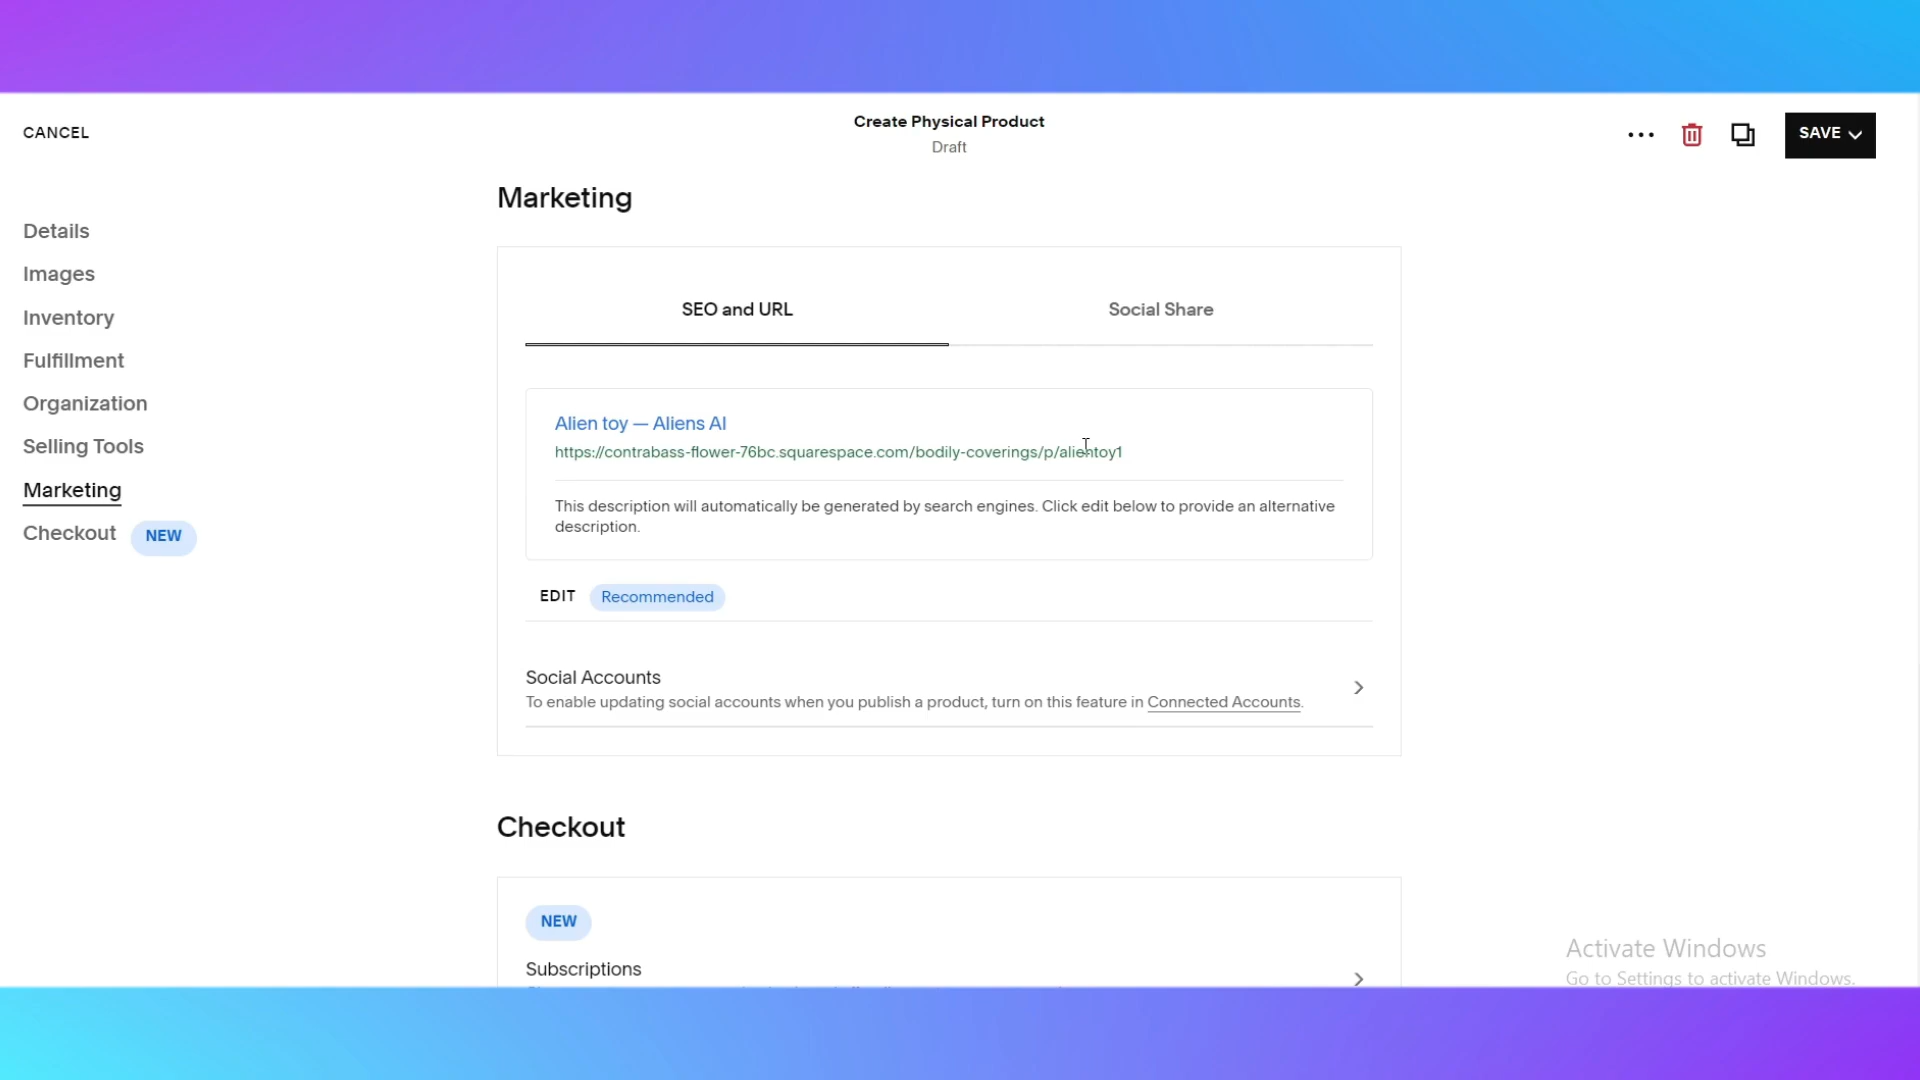 CANCEL
Create Physical Product
Draft
SAVE
Details
Images
Inventory
Fulfillment
Organization
Selling Tools
Marketing
Checkout NEW
Marketing
SEO and URL
Social Share
Alien toy — Aliens AI
https://contrabass-flower-76bc.squarespace.com/bodily-coverings/p/alientoy1
This description will automatically be generated by search engines. Click edit below to provide an alternative
description.
EDIT Recommended
Social Accounts
To enable updating social accounts when you publish a product, turn on this feature in Connected Accounts.
Checkout
NEW
Subscriptions
Activate Windows
Go to Settings to activate Windows.